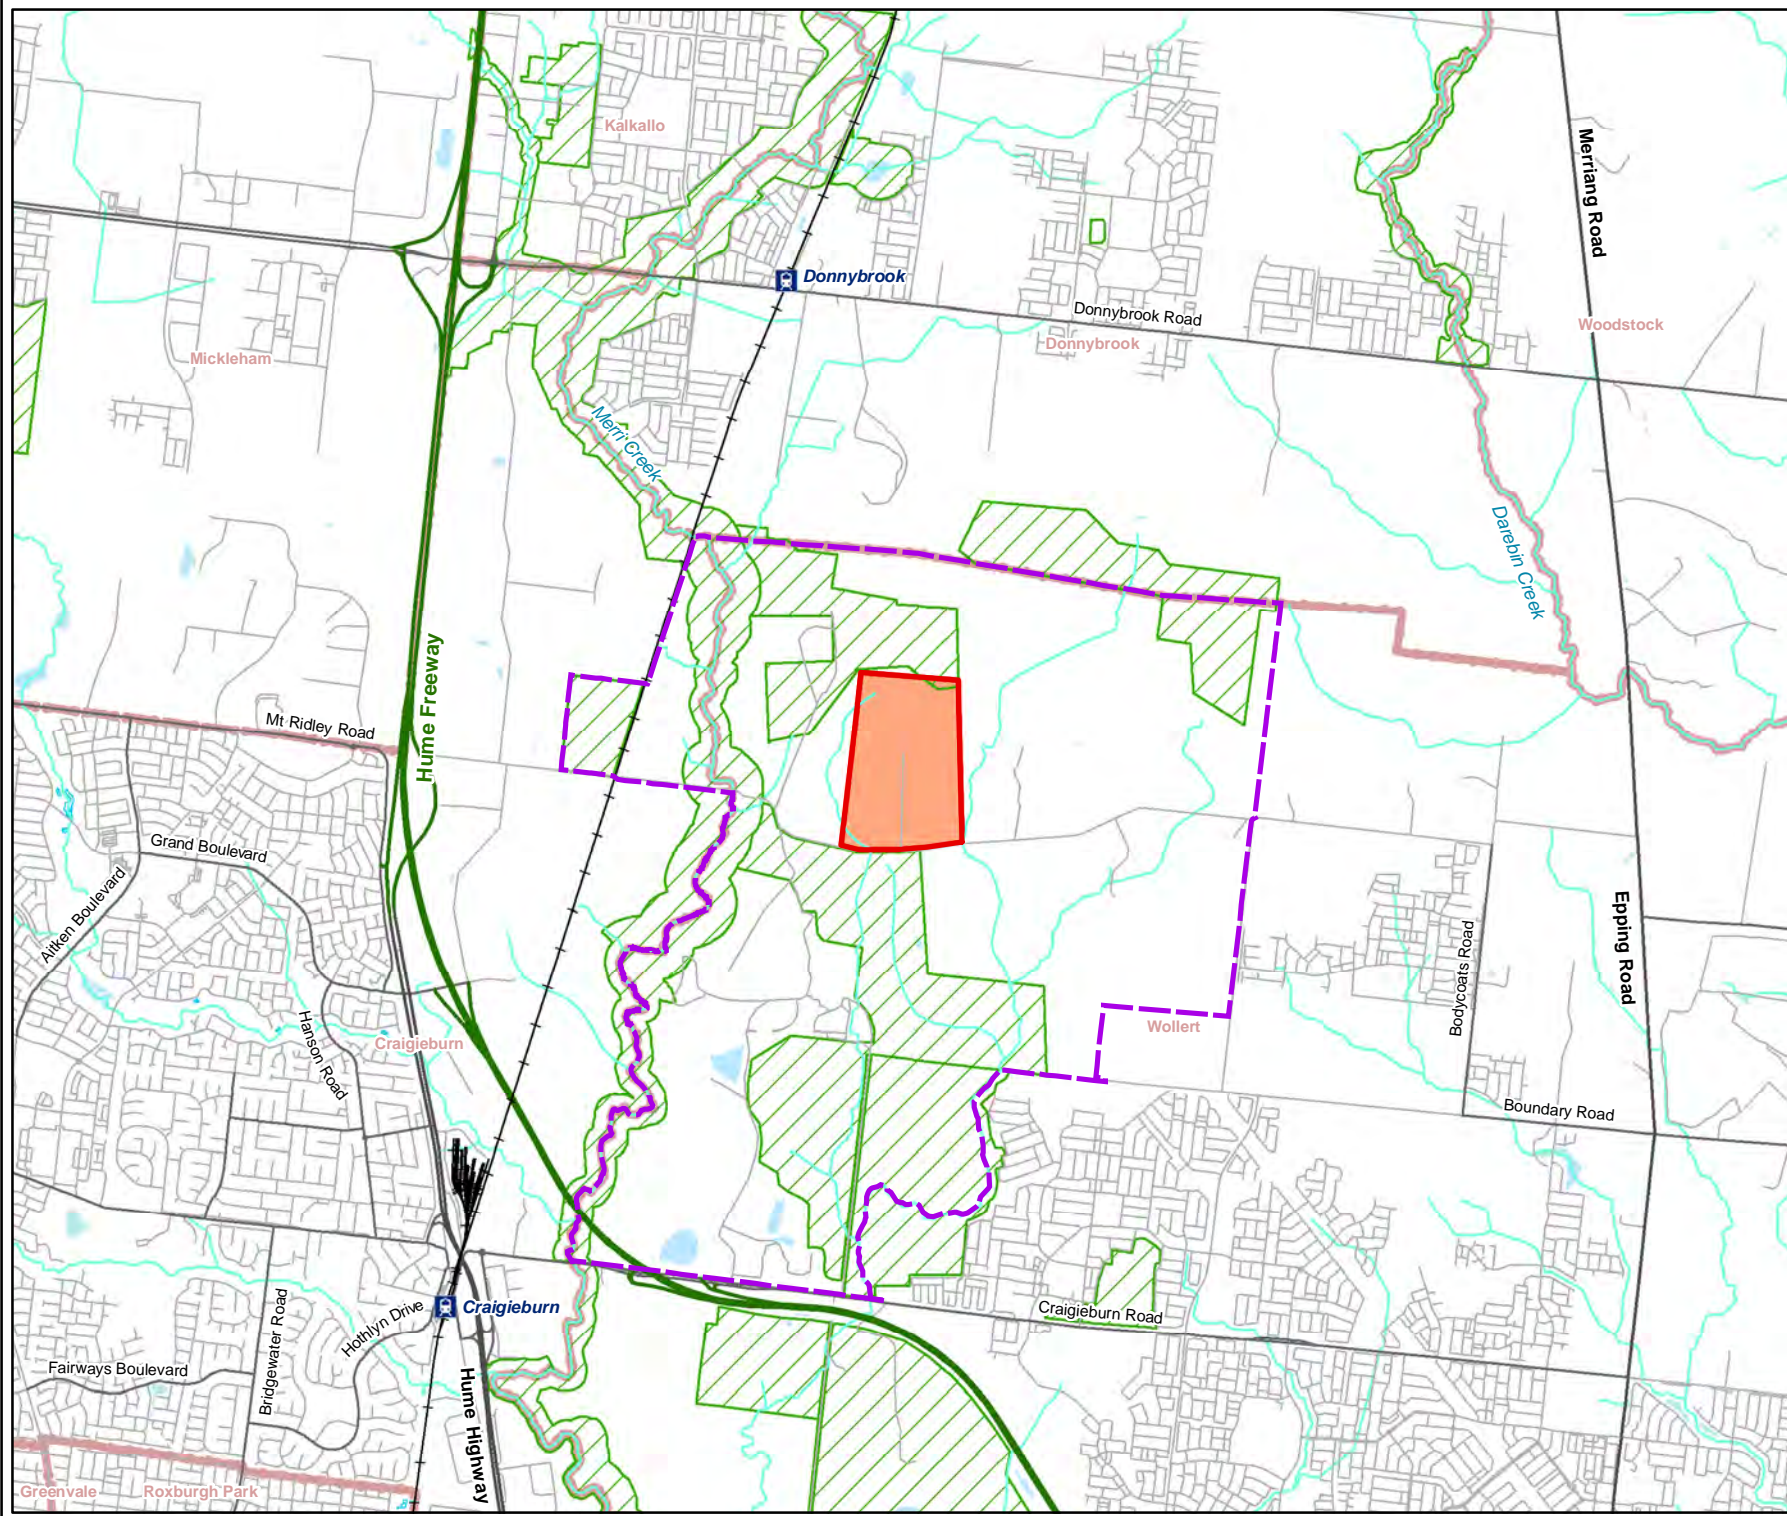 Kalkallo
Merriang Road
Donnybrook
Donnybrook Road
Woodstock
Donnybrook
Mickleham
Merri Creek
Darebin Creek
Hume Freeway
Mt Ridley Road
Grand Boulevard
Aitken Boulevard
Epping Road
Bodycoats Road
Hanson Road
Wollert
Craigieburn
Boundary Road
Craigieburn
Craigieburn Road
Hothlyn Drive
Bridgewater Road
Fairways Boulevard
Hume Highway
Greenvale
Roxburgh Park